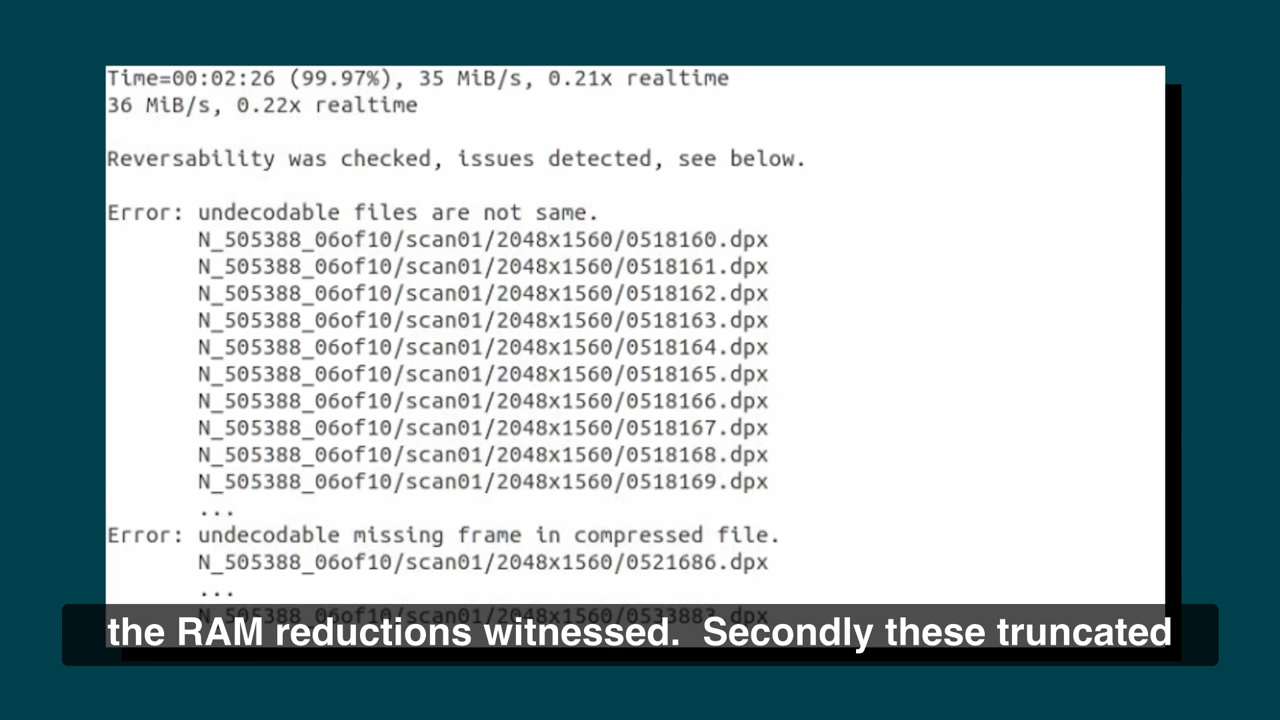 Time=00:02:26 (99.97%), 35 MiB/s, 0.21x realtime
36 MiB/s, 0.22x realtime
Reversability was checked, issues detected, see below.
Error: undecodable files are not same.
N_505388_06of10/scan01/2048x1560/0518160.dpx
N_505388_06of10/scan01/2048x1560/0518161.dpx
N_505388_06of10/scan01/2048x1560/0518162.dpx
N_505388_06of10/scan01/2048x1560/0518163.dpx
N_505388_06of10/scan01/2048x1560/0518164.dpx
N_505388_06of10/scan01/2048x1560/0518165.dpx
N_505388_06of10/scan01/2048x1560/0518166.dpx
N_505388_06of10/scan01/2048x1560/0518167.dpx
N_505388_06of10/scan01/2048x1560/0518168.dpx
N_505388_06of10/scan01/2048x1560/0518169.dpx
...
Error: undecodable missing frame in compressed file.
N_505388_06of10/scan01/2048x1560/0521686.dpx
...
the RAM reductions witnessed.  Secondly these truncated